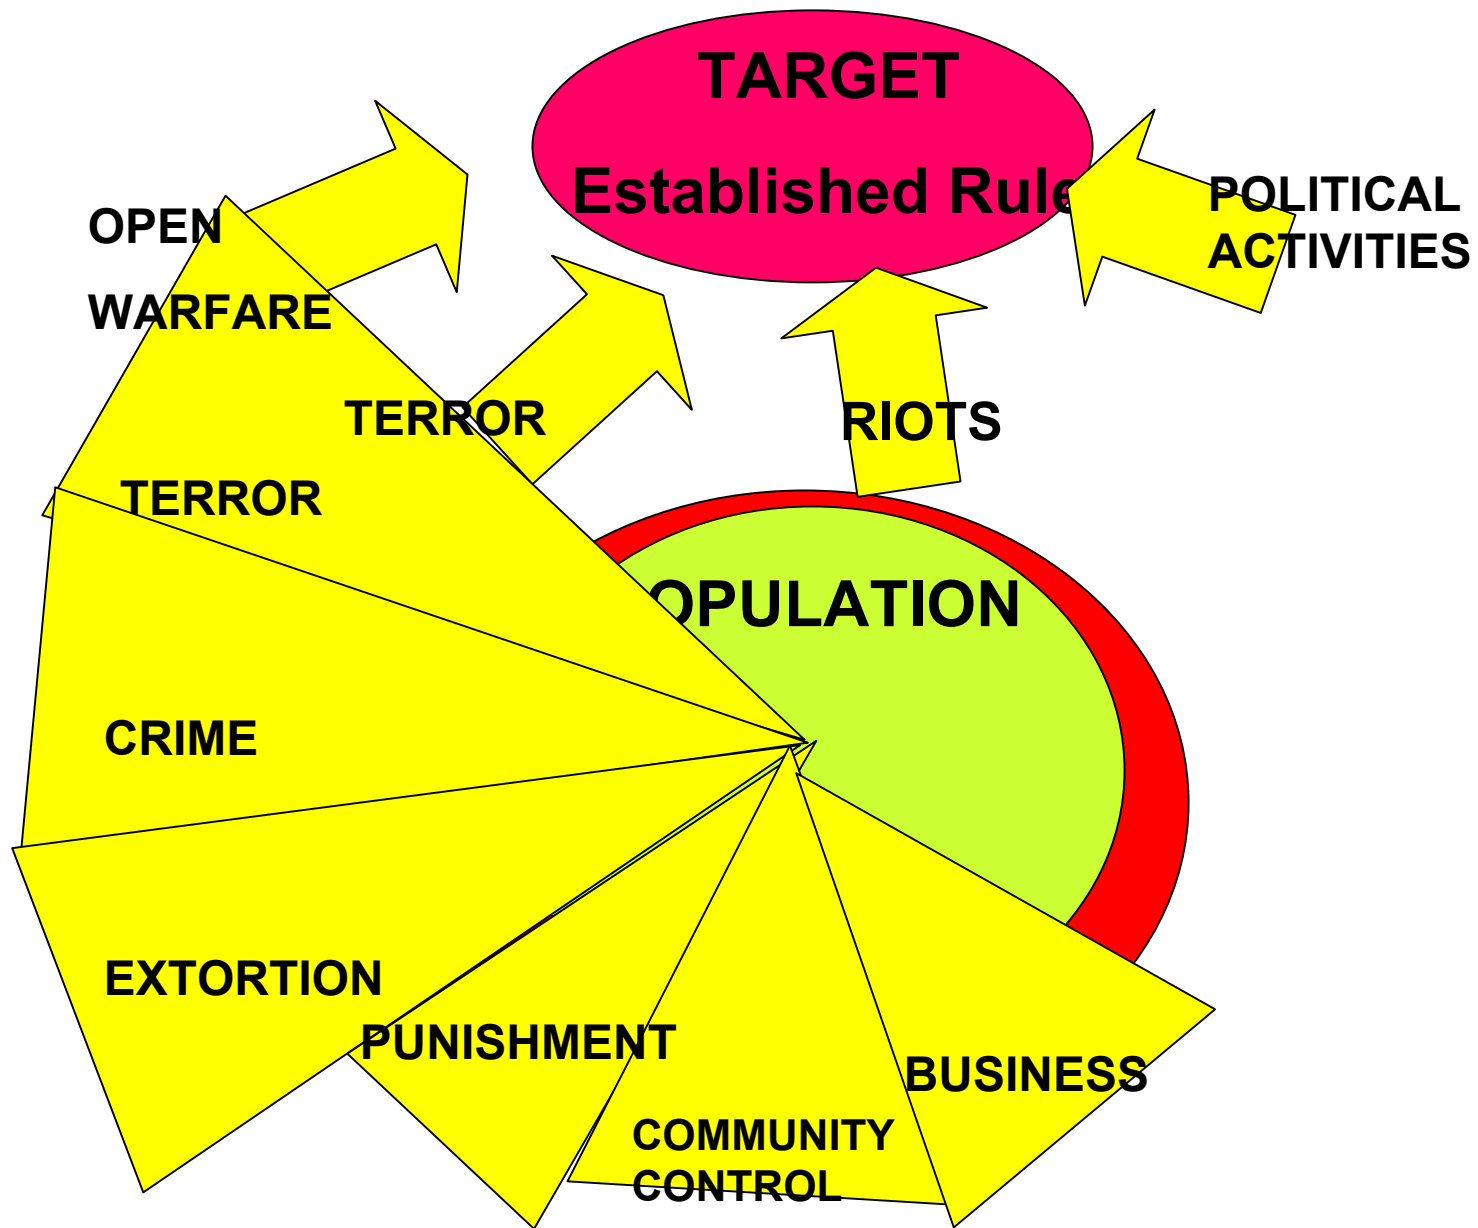 TARGET
Established Rule
POLITICAL
ACTIVITIES
OPEN
WARFARE
TERROR
RIOTS
TERROR
OPULATION
CRIME
EXTORTION
PUNISHMENT
BUSINESS
COMMUNITY
CONTROL